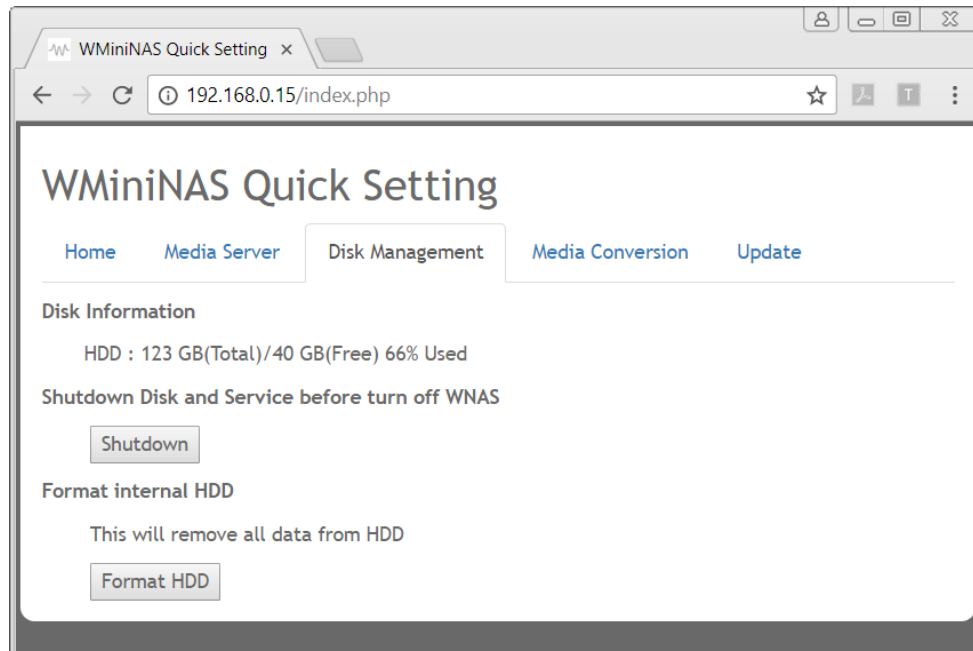 WMiniNAS Quick Setting
192.168.0.15/index.php
T
WMiniNAS Quick Setting
Home Media Server Disk Management Media Conversion Update
Disk Information
HDD : 123 GB(Total)/40 GB(Free) 66% Used
Shutdown Disk and Service before turn off WNAS
Shutdown
Format internal HDD
This will remove all data from HDD
Format HDD